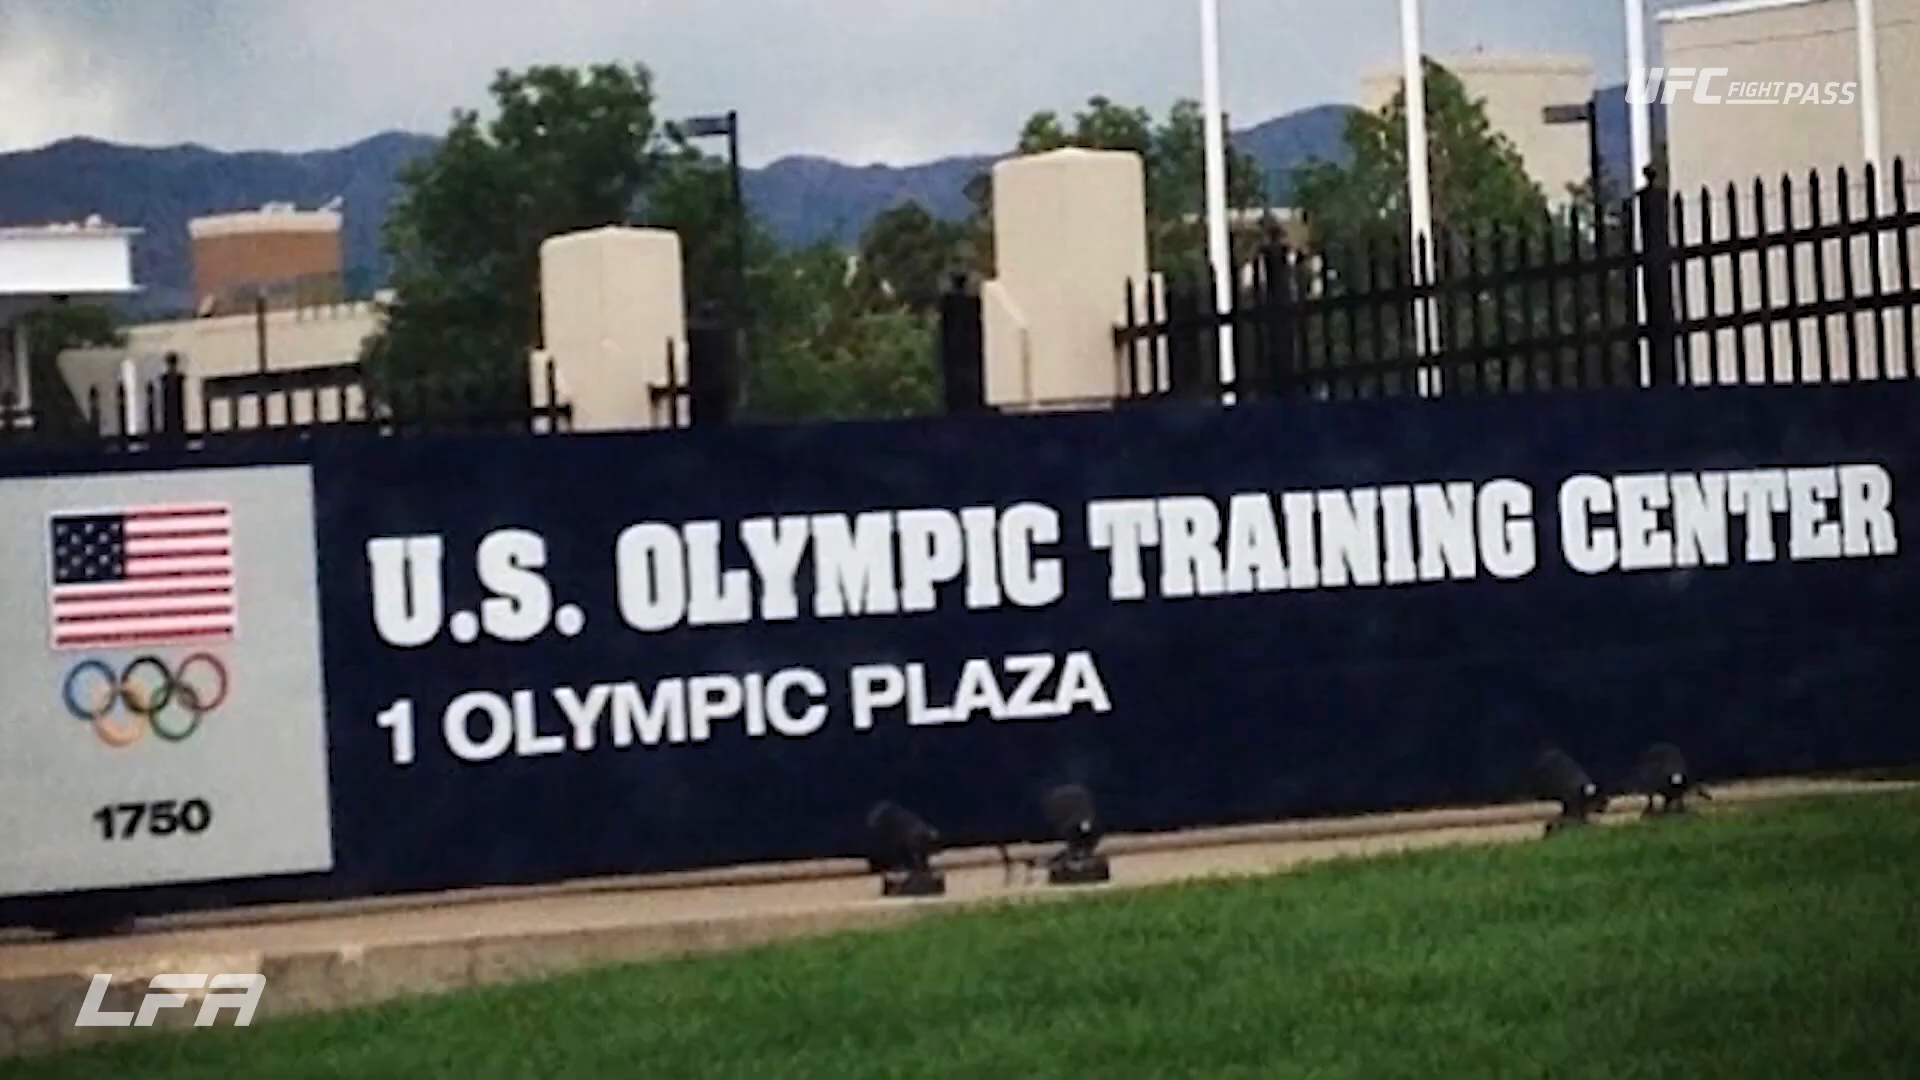 UFC FIGHT PASS
U.S. OLYMPIC TRAINING CENTER
1 OLYMPIC PLAZA
1750
LFA